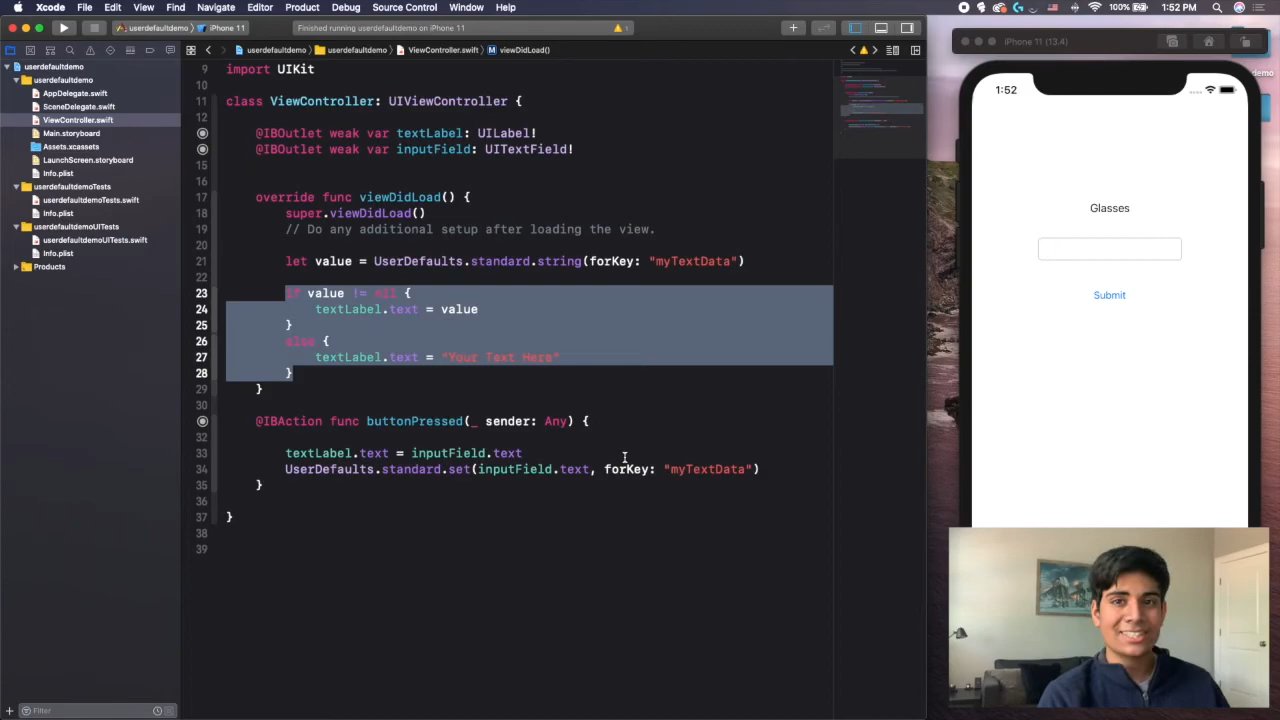 Xcode File Edit View Find Navigate Editor Product Debug Source Control Window Help
100% 1:52 PM
userdefaultdemo iPhone 11
Finished running userdefaultdemo on iPhone 11
1
iPhone 11 (13.4)
userdefaultdemo userdefaultdemo ViewController.swift M viewDidLoad()
demo
userdefaultdemo
userdefaultdemo
AppDelegate.swift
SceneDelegate.swift
ViewController.swift
Main.storyboard
Assets.xcassets
LaunchScreen.storyboard
Info.plist
userdefaultdemoTests
userdefaultdemoTests.swift
Info.plist
userdefaultdemoUITests
userdefaultdemoUITests.swift
Info.plist
Products
Filter
9 import UIKit
10
11 class ViewController: UIViewController {
12
@IBOutlet weak var textLabel: UILabel!
@IBOutlet weak var inputField: UITextField!
15
16
17 override func viewDidLoad() {
18 super.viewDidLoad()
19 // Do any additional setup after loading the view.
20
21 let value = UserDefaults.standard.string(forKey: "myTextData")
22
23 if value != nil {
24 textLabel.text = value
25 }
26 else {
27 textLabel.text = "Your Text Here"
28 }
29 }
30
@IBAction func buttonPressed(_ sender: Any) {
32
33 textLabel.text = inputField.text
34 UserDefaults.standard.set(inputField.text, forKey: "myTextData")
35 }
36
37 }
38
39
1:52
Glasses
Submit